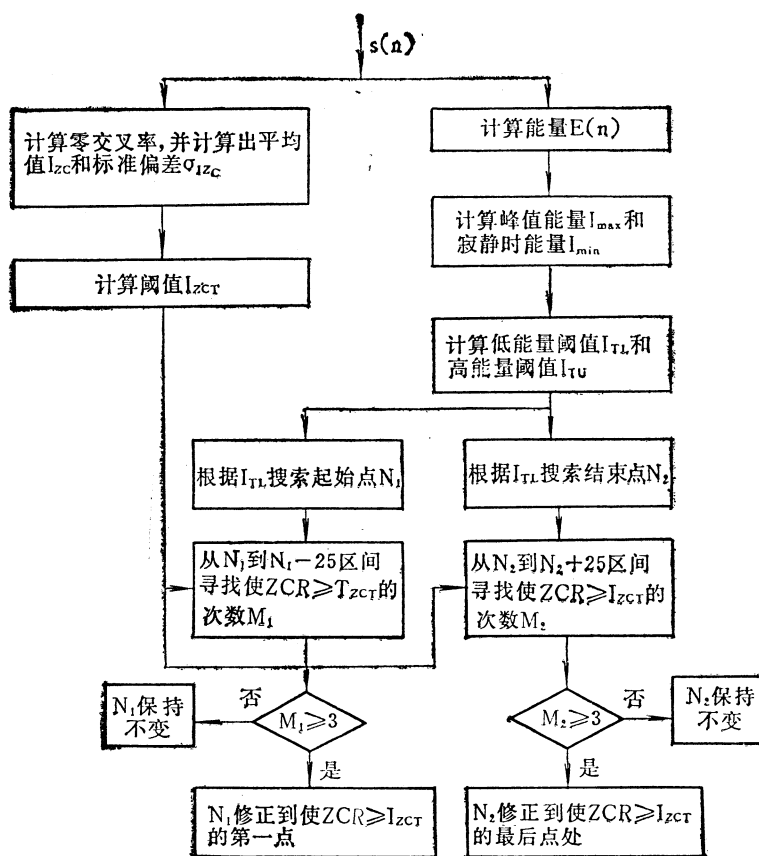 s(n)
计算零交叉率,并计算出平均
值I_ZC和标准偏差σ_IZC
计算能量E(n)
计算峰值能量I_max和
寂静时能量I_min
计算阈值I_ZCT
计算低能量阈值I_TL和
高能量阈值I_TU
根据I_TL搜索起始点N₁
根据I_TL搜索结束点N₂
从N₁到N₁-25区间
寻找使ZCR≥T_ZCT的
次数M₁
从N₂到N₂+25区间
寻找使ZCR≥I_ZCT的
次数M₂
N₁保持
不变
否
M₁≥3
是
M₂≥3
否
N₂保持
不变
是
N₁修正到使ZCR≥I_ZCT
的第一点
N₂修正到使ZCR≥I_ZCT
的最后点处